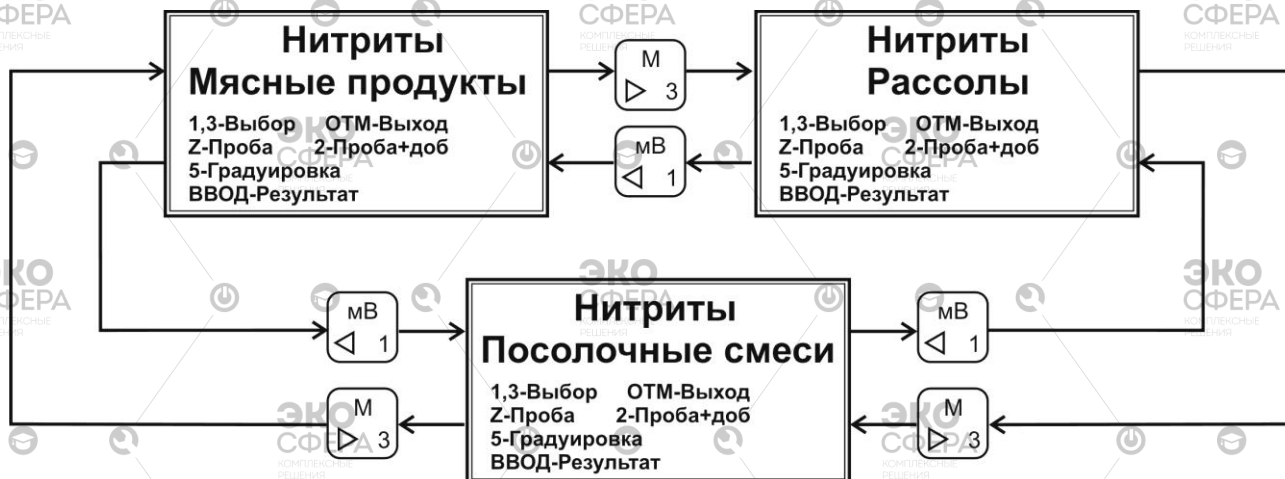 Нитриты
Мясные продукты
1,3-Выбор ОТМ-Выход
Z-Проба 2-Проба+доб
5-Градуировка
ВВОД-Результат
М
3
мВ
1
Нитриты
Рассолы
1,3-Выбор ОТМ-Выход
Z-Проба 2-Проба+доб
5-Градуировка
ВВОД-Результат
мВ
1
М
3
Нитриты
Посолочные смеси
1,3-Выбор ОТМ-Выход
Z-Проба 2-Проба+доб
5-Градуировка
ВВОД-Результат
мВ
1
М
3
ЭКО
СФЕРА
КОМПЛЕКСНЫЕ
РЕШЕНИЯ